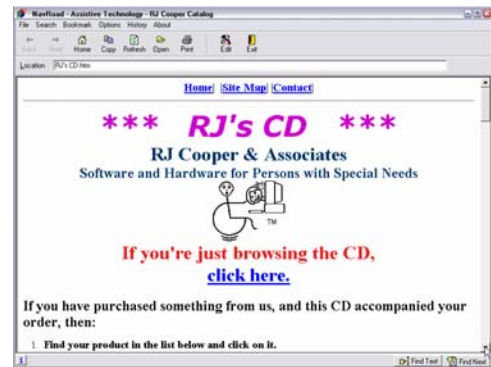 NavRoad - Assistive Technology - RJ Cooper Catalog
File Search Bookmark Options History About
Back Next Home Copy Refresh Open Print Edit Exit
Location RJ's CD.htm
Home| |Site Map| |Contact|
*** RJ's CD ***
RJ Cooper & Associates
Software and Hardware for Persons with Special Needs
TM
If you're just browsing the CD,
click here.
If you have purchased something from us, and this CD accompanied your
order, then:
1. Find your product in the list below and click on it.
1 Find Text Find Next